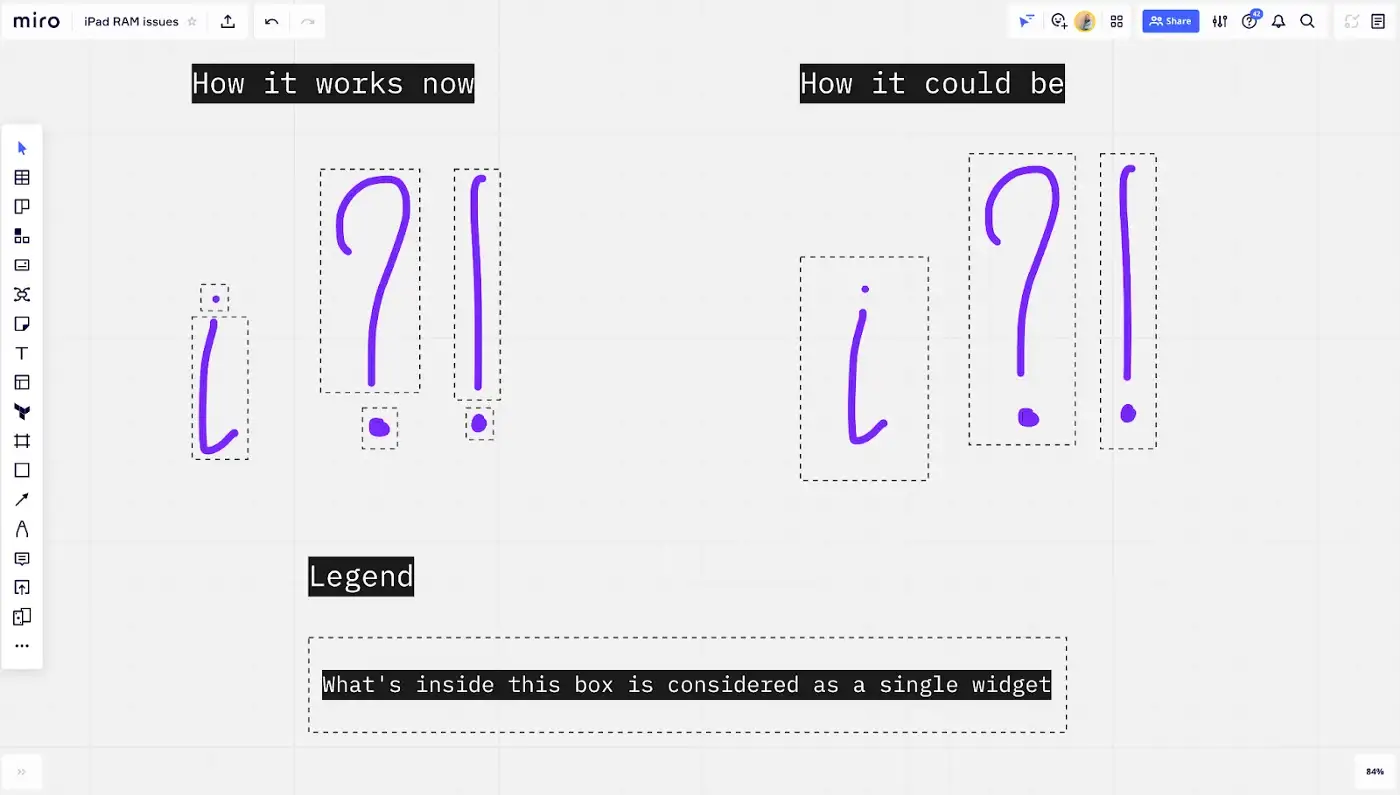 miro
iPad RAM issues
42
Share
How it works now
How it could be
i ? !
i ? !
Legend
What's inside this box is considered as a single widget
84%